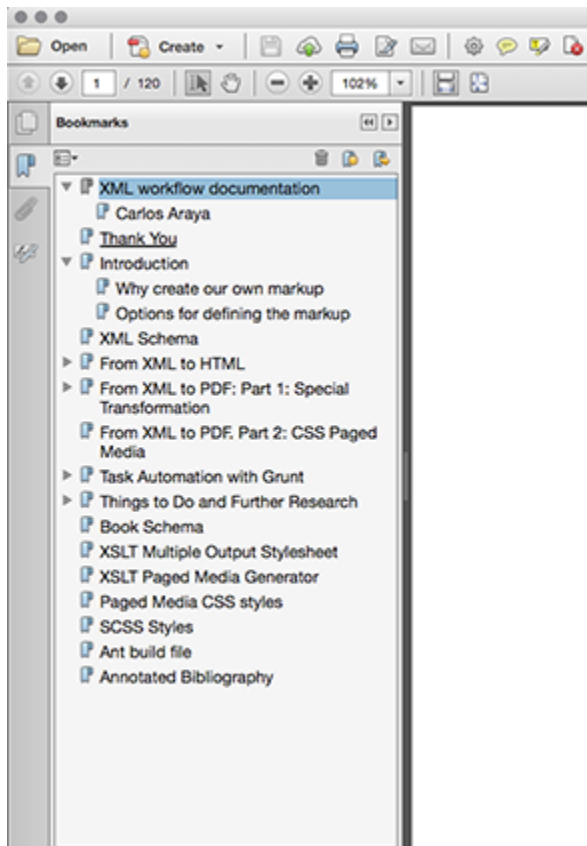 Open Create
1 / 120 102%
Bookmarks
XML workflow documentation
Carlos Araya
Thank You
Introduction
Why create our own markup
Options for defining the markup
XML Schema
From XML to HTML
From XML to PDF: Part 1: Special
Transformation
From XML to PDF. Part 2: CSS Paged
Media
Task Automation with Grunt
Things to Do and Further Research
Book Schema
XSLT Multiple Output Stylesheet
XSLT Paged Media Generator
Paged Media CSS styles
SCSS Styles
Ant build file
Annotated Bibliography